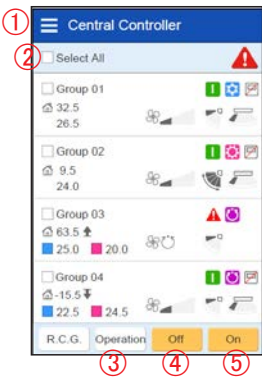 ① Central Controller
② Select All
Group 01
32.5
26.5
Group 02
9.5
24.0
Group 03
63.5
25.0 20.0
Group 04
-15.5
22.5 24.5
R.C.G. Operation Off On
③ ④ ⑤